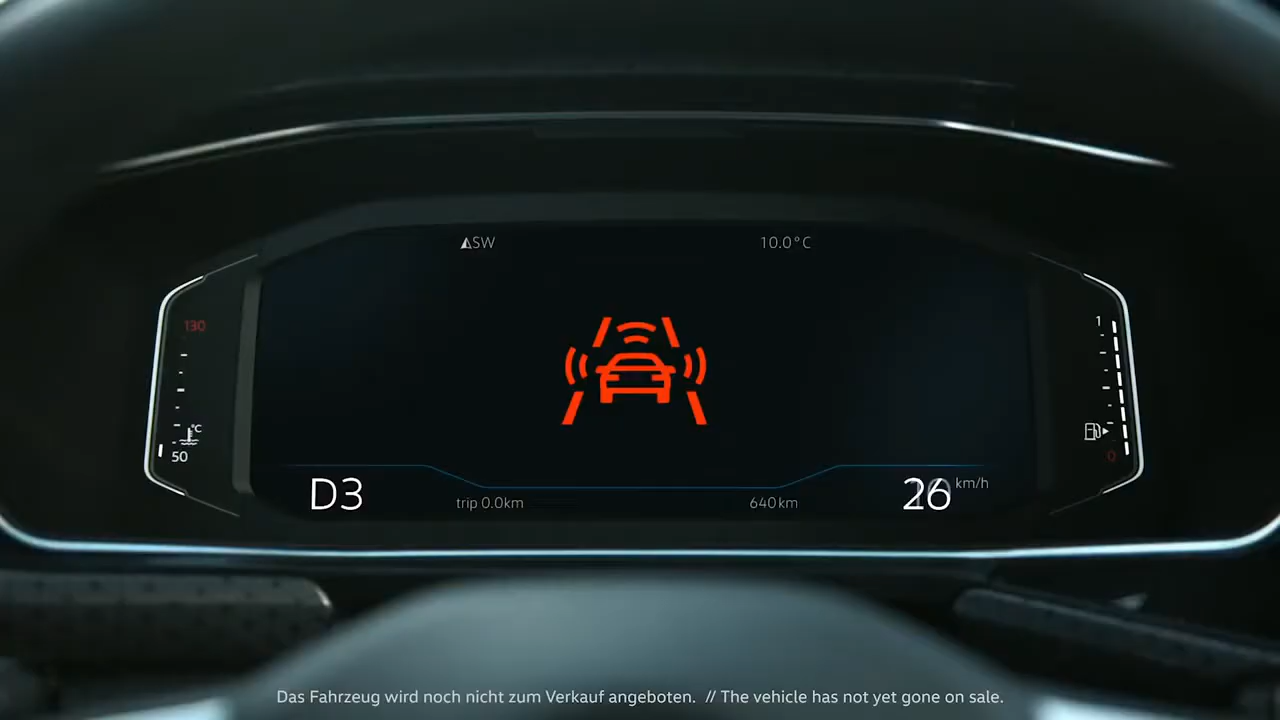 SW
10.0°C
130
1
°C
50
0
D3
trip 0.0km
640km
26 km/h
Das Fahrzeug wird noch nicht zum Verkauf angeboten. // The vehicle has not yet gone on sale.